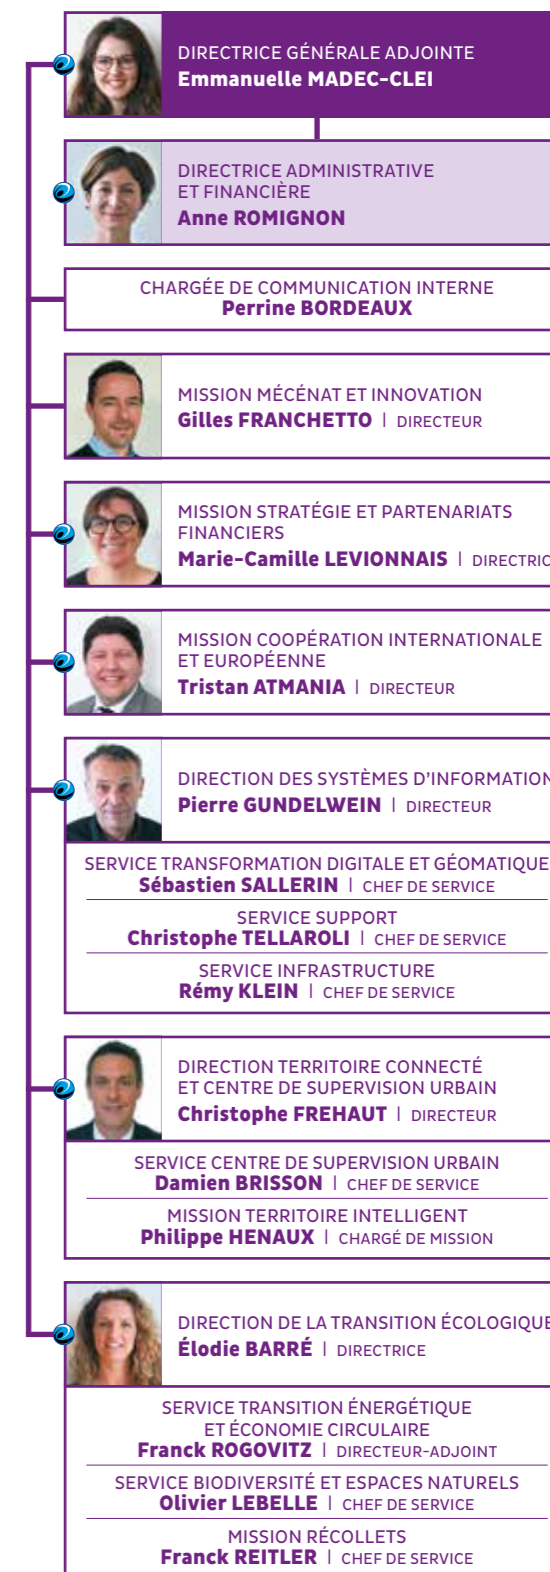 DIRECTRICE GÉNÉRALE ADJOINTE
Emmanuelle MADEC-CLEI
DIRECTRICE ADMINISTRATIVE
ET FINANCIÈRE
Anne ROMIGNON
CHARGÉE DE COMMUNICATION INTERNE
Perrine BORDEAUX
MISSION MÉCÉNAT ET INNOVATION
Gilles FRANCHETTO | DIRECTEUR
MISSION STRATÉGIE ET PARTENARIATS
FINANCIERS
Marie-Camille LEVIONNAIS | DIRECTRIC
MISSION COOPÉRATION INTERNATIONALE
ET EUROPÉENNE
Tristan ATMANIA | DIRECTEUR
DIRECTION DES SYSTÈMES D'INFORMATION
Pierre GUNDELWEIN | DIRECTEUR
SERVICE TRANSFORMATION DIGITALE ET GÉOMATIQUE
Sébastien SALLERIN | CHEF DE SERVICE
SERVICE SUPPORT
Christophe TELLAROLI | CHEF DE SERVICE
SERVICE INFRASTRUCTURE
Rémy KLEIN | CHEF DE SERVICE
DIRECTION TERRITOIRE CONNECTÉ
ET CENTRE DE SUPERVISION URBAIN
Christophe FREHAUT | DIRECTEUR
SERVICE CENTRE DE SUPERVISION URBAIN
Damien BRISSON | CHEF DE SERVICE
MISSION TERRITOIRE INTELLIGENT
Philippe HENAUX | CHARGÉ DE MISSION
DIRECTION DE LA TRANSITION ÉCOLOGIQUE
Élodie BARRÉ | DIRECTRICE
SERVICE TRANSITION ÉNERGÉTIQUE
ET ÉCONOMIE CIRCULAIRE
Franck ROGOVITZ | DIRECTEUR-ADJOINT
SERVICE BIODIVERSITÉ ET ESPACES NATURELS
Olivier LEBELLE | CHEF DE SERVICE
MISSION RÉCOLLETS
Franck REITLER | CHEF DE SERVICE